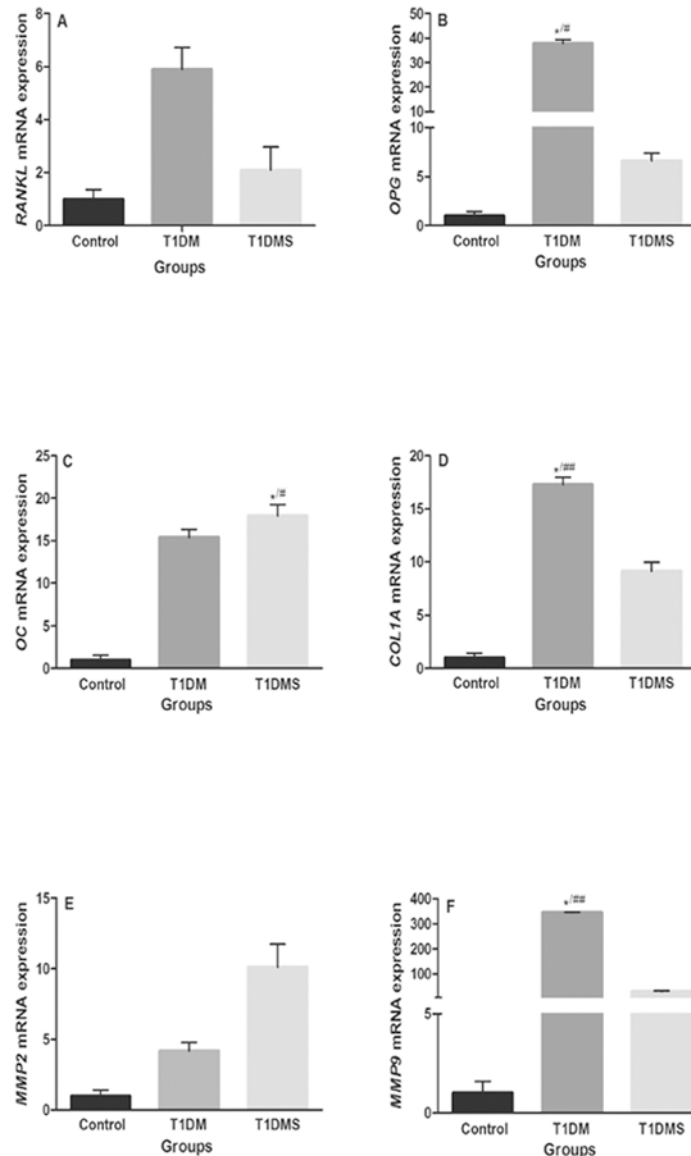 A
RANKL mRNA expression
8
6
4
2
0
Control T1DM T1DMS
Groups
B
OPG mRNA expression
*/#
50
40
30
20
10
10
5
0
Control T1DM T1DMS
Groups
C
OC mRNA expression
*/#
25
20
15
10
5
0
Control T1DM T1DMS
Groups
D
COL1A mRNA expression
*/##
20
15
10
5
0
Control T1DM T1DMS
Groups
E
MMP2 mRNA expression
15
10
5
0
Control T1DM T1DMS
Groups
F
MMP9 mRNA expression
*/##
400
300
200
100
5
0
Control T1DM T1DMS
Groups